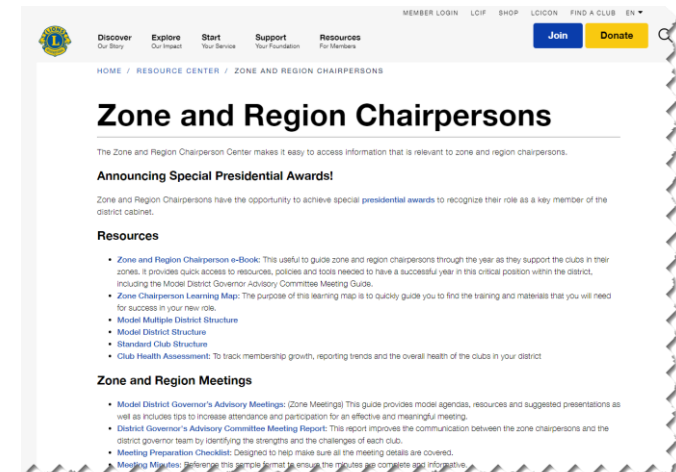 MEMBER LOGIN LCIF SHOP LCICON FIND A CLUB EN
Discover Explore Start Support Resources
Our Story Our Impact Your Service Your Foundation For Members
Join Donate
HOME / RESOURCE CENTER / ZONE AND REGION CHAIRPERSONS
Zone and Region Chairpersons
The Zone and Region Chairperson Center makes it easy to access information that is relevant to zone and region chairpersons.
Announcing Special Presidential Awards!
Zone and Region Chairpersons have the opportunity to achieve special presidential awards to recognize their role as a key member of the
district cabinet.
Resources
• Zone and Region Chairperson e-Book: This useful to guide zone and region chairpersons through the year as they support the clubs in their
zones. It provides quick access to resources, policies and tools needed to have a successful year in this critical position within the district,
including the Model District Governor Advisory Committee Meeting Guide.
• Zone Chairperson Learning Map: The purpose of this learning map is to quickly guide you to find the training and materials that you will need
for success in your new role.
• Model Multiple District Structure
• Model District Structure
• Standard Club Structure
• Club Health Assessment: To track membership growth, reporting trends and the overall health of the clubs in your district
Zone and Region Meetings
• Model District Governor's Advisory Meetings: (Zone Meetings) This guide provides model agendas, resources and suggested presentations as
well as includes tips to increase attendance and participation for an effective and meaningful meeting.
• District Governor's Advisory Committee Meeting Report: This report improves the communication between the zone chairpersons and the
district governor team by identifying the strengths and the challenges of each club.
• Meeting Preparation Checklist: Designed to help make sure all the meeting details are covered.
• Meeting Minutes: Reference this sample format to ensure the minutes are complete and informative.